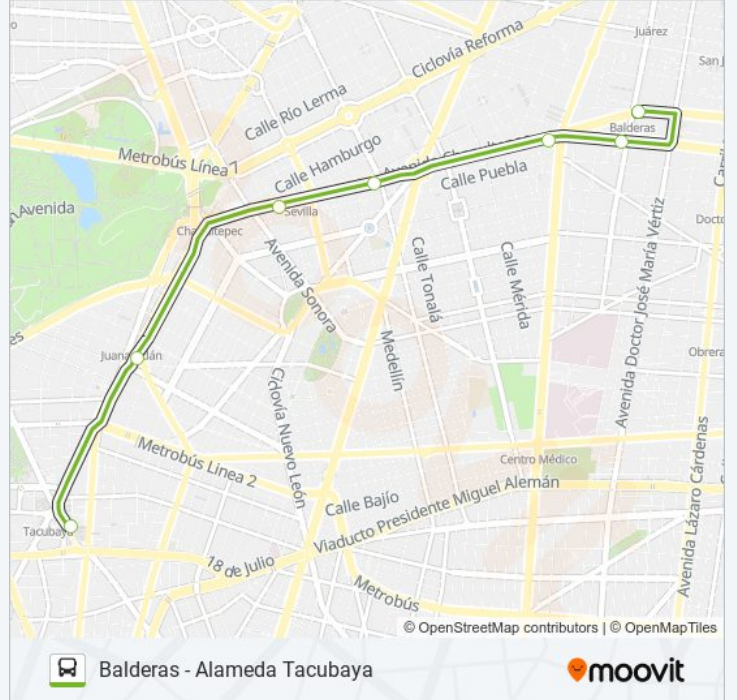 Juárez
San J
Ciclovía Reforma
Calle Río Lerma
Balderas
Metrobús Línea 7
Calle Hamburgo
Avenida
Calle Puebla
Avenida
Sevilla
Docto
Avenida Sonora
Calle Tonalá
Calle Mérida
Avenida Doctor José María Vértiz
Medellín
Obrera
Ciclovía Nuevo León
Metrobús Línea 2
Centro Médico
Calle Bajío
Viaducto Presidente Miguel Alemán
Avenida Lázaro Cárdenas
Tacubaya
18 de Julio
Metrobús
© OpenStreetMap contributors | © OpenMapTiles
Balderas - Alameda Tacubaya
moovit